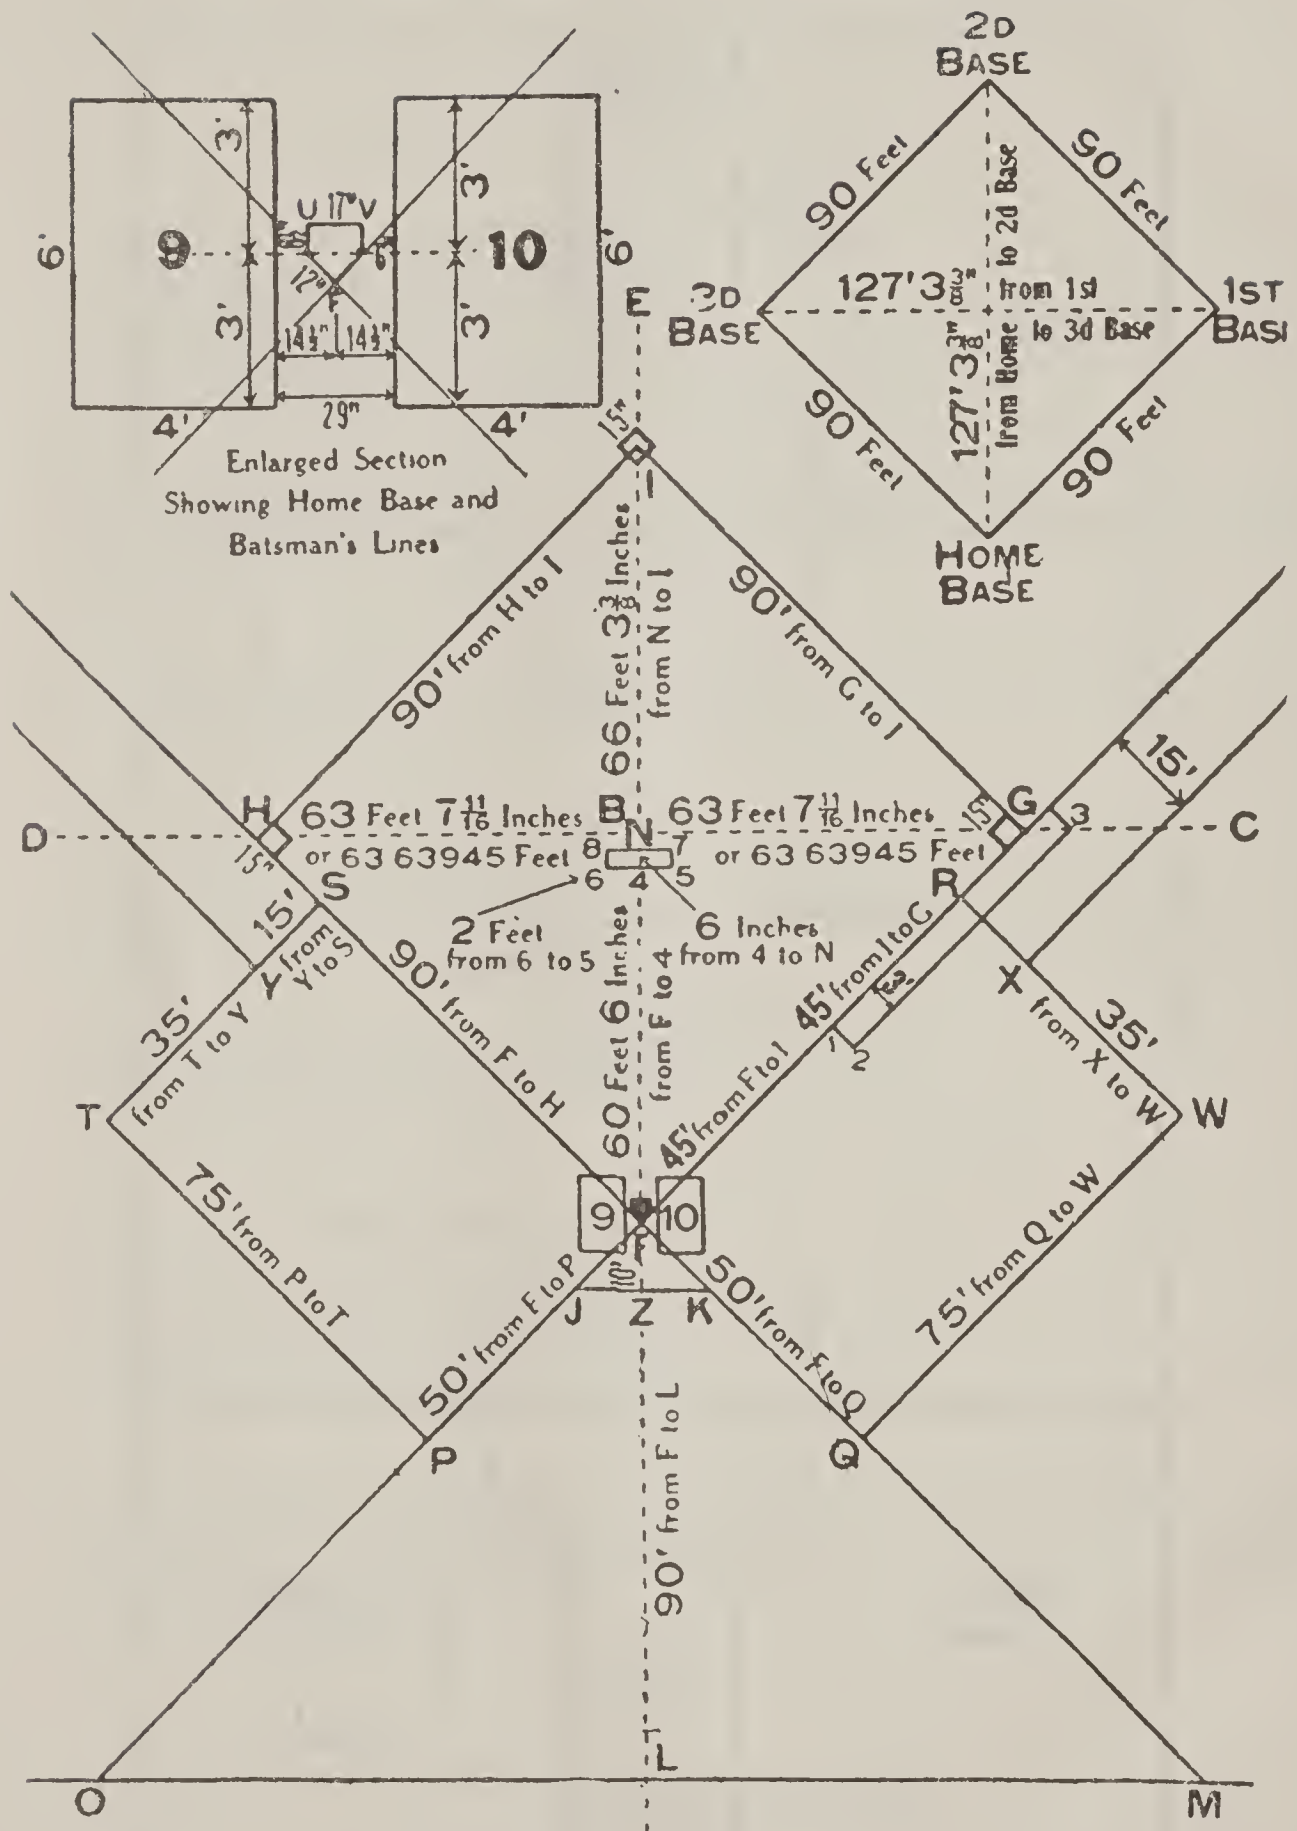 2D
BASE
90 Feet
90 Feet
127' 3 3/8" from 1st
to 3d Base
127' 3 3/8"
from Home to 2d Base
3D
BASE
1ST
BAS
90 Feet
90 Feet
HOME
BASE
3'
3'
U 17" V
6'
9
10
6'
12"
F
3'
3'
14½"
14½"
29"
4'
4'
Enlarged Section
Showing Home Base and
Batsman's Lines
E
15"
I
90' from H to I
66 Feet 3 3/8 Inches
from N to I
90' from G to I
15'
D
H
63 Feet 7 11/16 Inches
B
63 Feet 7 11/16 Inches
15"
G
3
C
15"
or 63 63945 Feet
8
N
7
or 63 63945 Feet
6
4
5
R
S
2 Feet
from 6 to 5
6 Inches
from 4 to N
15'
from
Y to S
Y
35'
from T to Y
90' from F to H
60 Feet 6 Inches
from F to 4
45' from 1 to G
3'
1
2
45' from F to 1
X
35'
from X to W
T
W
75' from P to T
9
10
F
10'
J
Z
K
50' from F to P
50' from F to Q
75' from Q to W
P
Q
90' from F to L
L
O
M